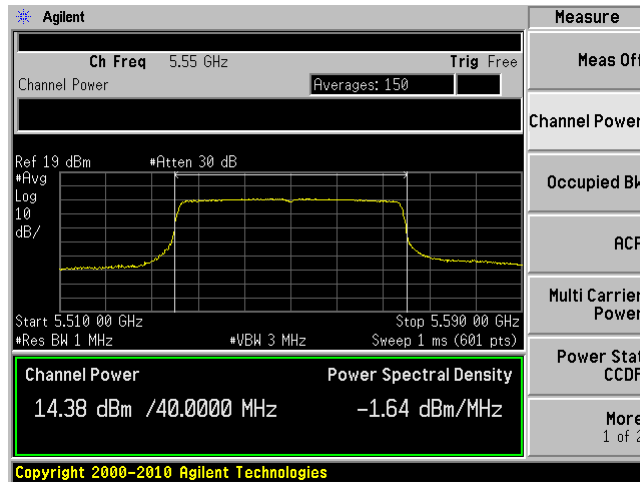 Agilent
Measure
Ch Freq 5.55 GHz Trig Free
Channel Power Averages: 150
Ref 19 dBm #Atten 30 dB
#Avg
Log
10
dB/
Start 5.510 00 GHz Stop 5.590 00 GHz
#Res BW 1 MHz #VBW 3 MHz Sweep 1 ms (601 pts)
Channel Power Power Spectral Density
14.38 dBm /40.0000 MHz -1.64 dBm/MHz
Copyright 2000-2010 Agilent Technologies
Meas Off
Channel Power
Occupied BW
ACP
Multi Carrier
Power
Power Stat
CCDF
More
1 of 2